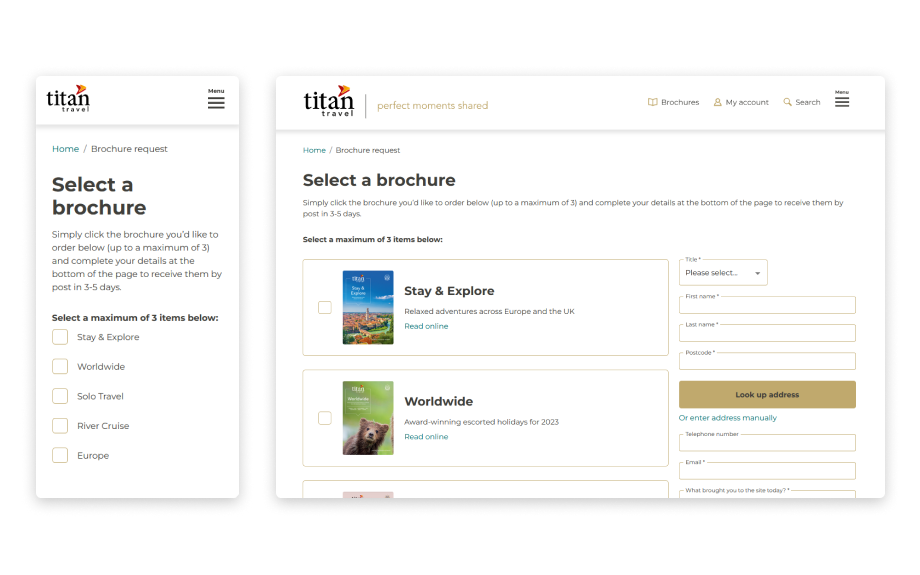 titan
travel
Menu
Home / Brochure request
Select a
brochure
Simply click the brochure you'd like to
order below (up to a maximum of 3)
and complete your details at the
bottom of the page to receive them by
post in 3-5 days.
Select a maximum of 3 items below:
Stay & Explore
Worldwide
Solo Travel
River Cruise
Europe
titan
travel
perfect moments shared
Brochures
My account
Search
Menu
Home / Brochure request
Select a brochure
Simply click the brochure you'd like to order below (up to a maximum of 3) and complete your details at the bottom of the page to receive them by
post in 3-5 days.
Select a maximum of 3 items below:
titan
Stay &
Explore
Stay & Explore
Relaxed adventures across Europe and the UK
Read online
titan
Worldwide
Worldwide
Award-winning escorted holidays for 2023
Read online
Title *
Please select...
First name *
Last name *
Postcode *
Look up address
Or enter address manually
Telephone number
Email *
What brought you to the site today? *